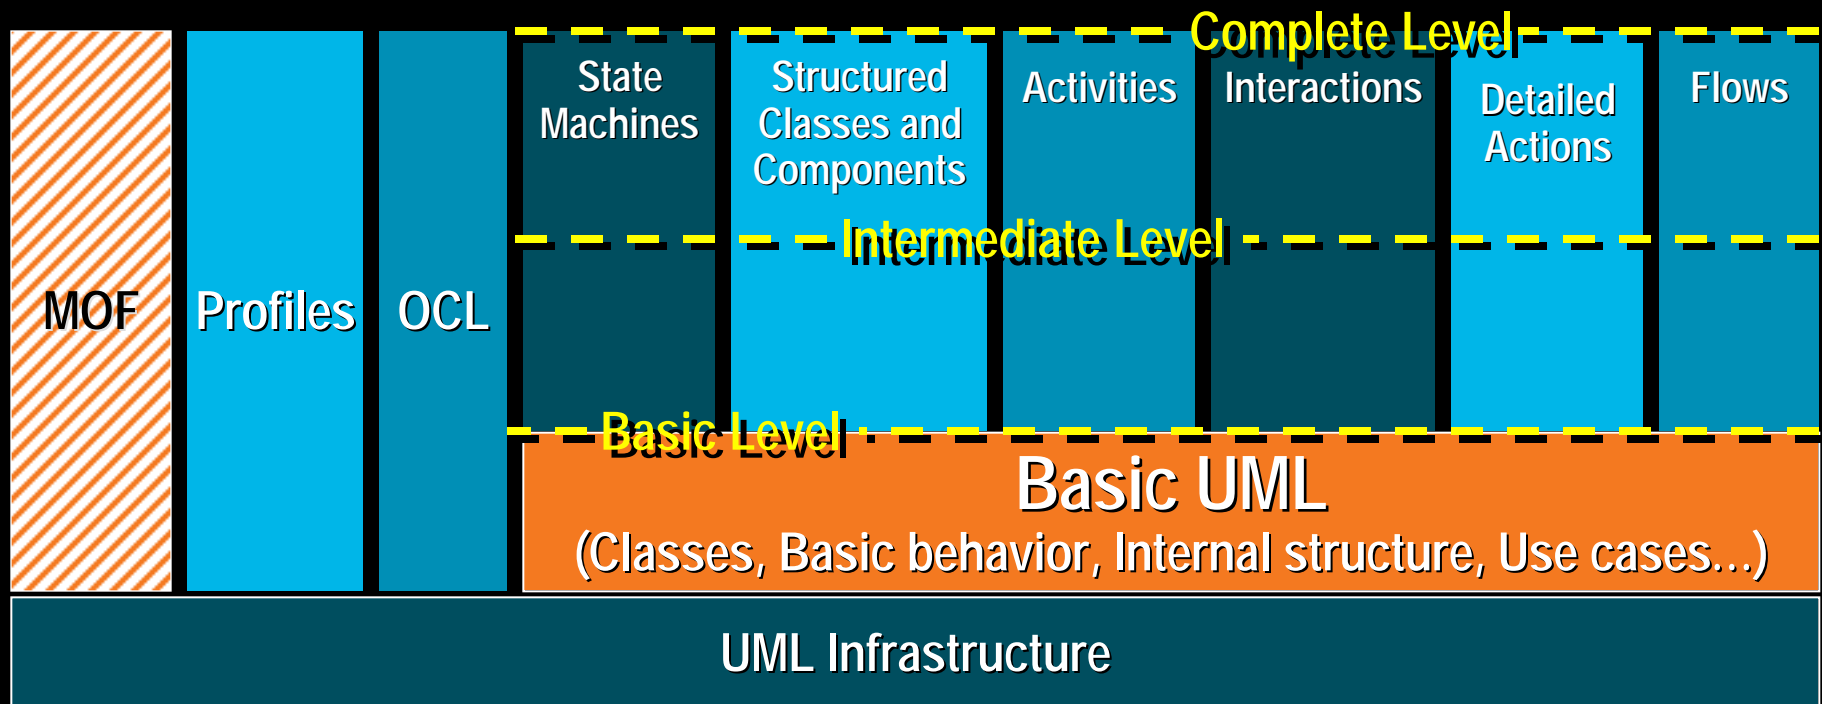 Complete Level
State
Machines
Structured
Classes and
Components
Activities
Interactions
Detailed
Actions
Flows
Intermediate Level
MOF
Profiles
OCL
Basic Level
Basic UML
(Classes, Basic behavior, Internal structure, Use cases…)
UML Infrastructure